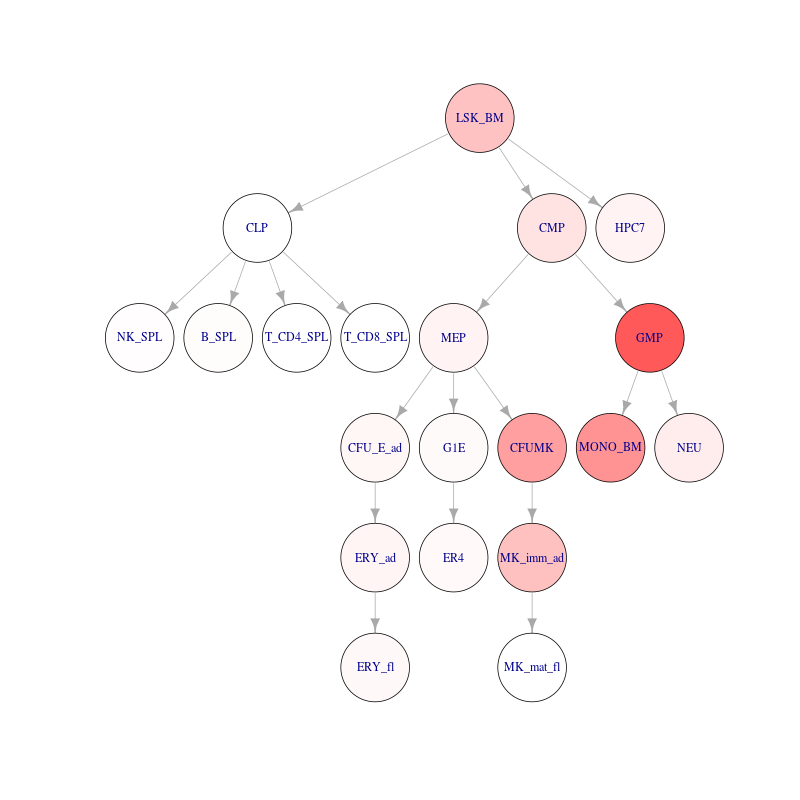 LSK_BM
CLP
CMP
HPC7
NK_SPL
B_SPL
T_CD4_SPL
T_CD8_SPL
MEP
GMP
CFU_E_ad
G1E
CFUMK
MONO_BM
NEU
ERY_ad
ER4
MK_imm_ad
ERY_fl
MK_mat_fl